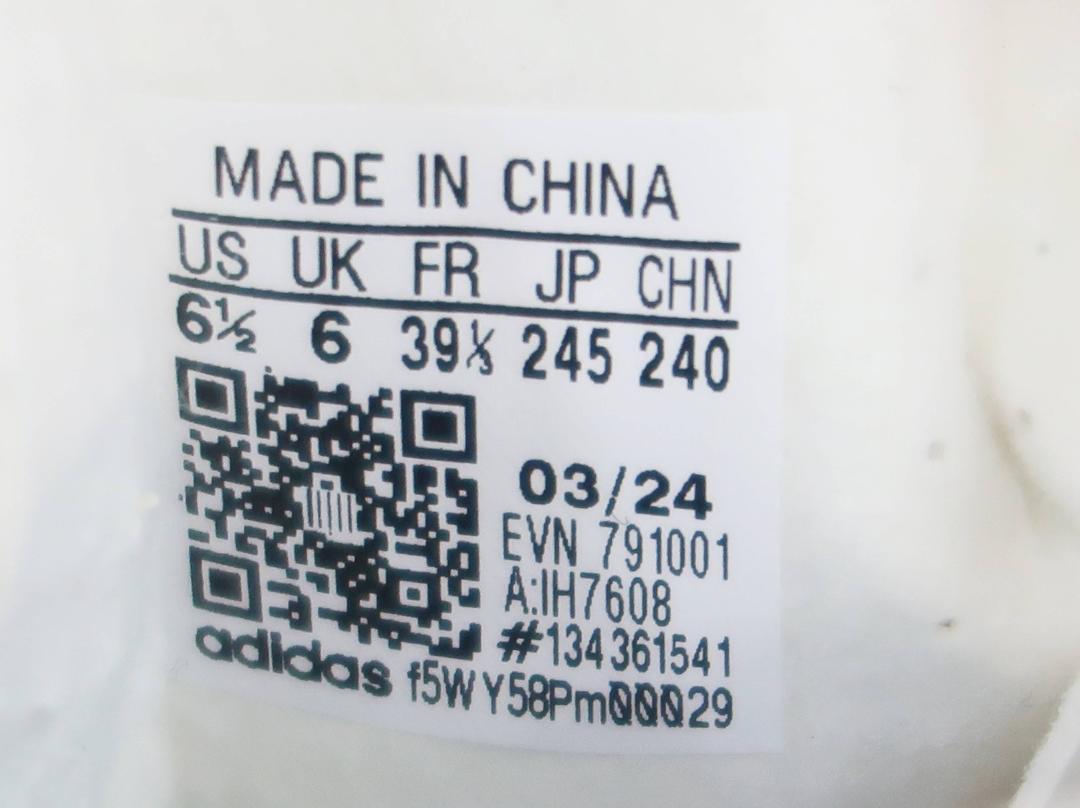 MADE IN CHINA
US UK FR JP CHN
6½ 6 39⅓ 245 240
03/24
EVN 791001
A:IH7608
#134361541
adidas f5WY58Pm00029